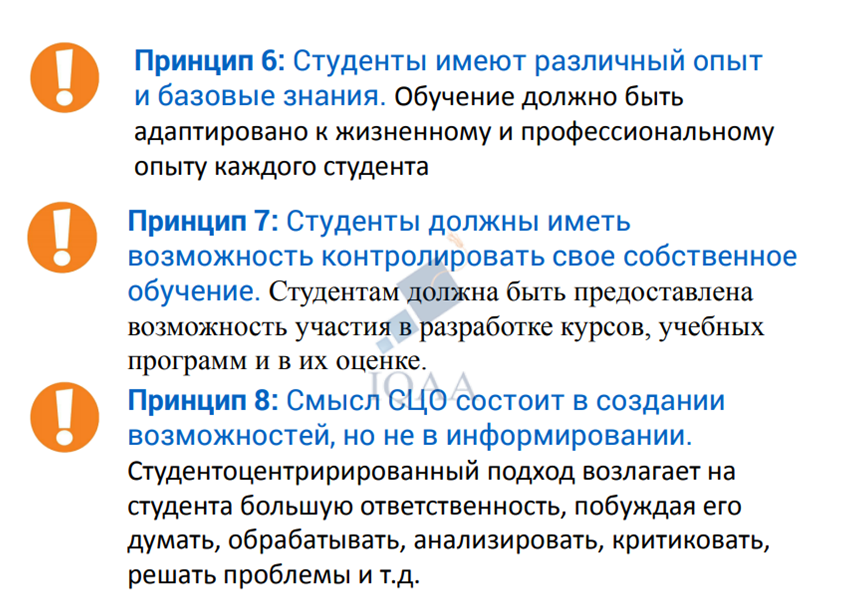 Принцип 6: Студенты имеют различный опыт
и базовые знания. Обучение должно быть
адаптировано к жизненному и профессиональному
опыту каждого студента
Принцип 7: Студенты должны иметь
возможность контролировать свое собственное
обучение. Студентам должна быть предоставлена
возможность участия в разработке курсов, учебных
программ и в их оценке.
IQAA
Принцип 8: Смысл СЦО состоит в создании
возможностей, но не в информировании.
Студентоцентрирированный подход возлагает на
студента большую ответственность, побуждая его
думать, обрабатывать, анализировать, критиковать,
решать проблемы и т.д.